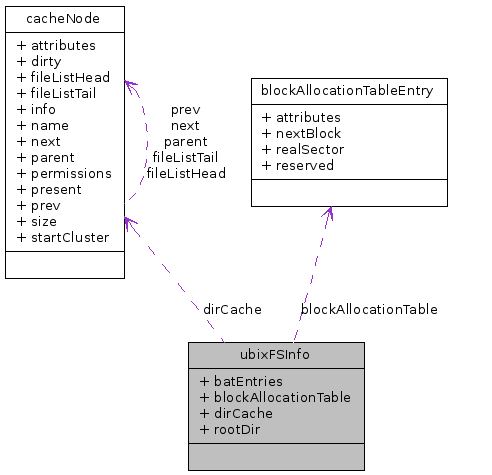 cacheNode
+ attributes
+ dirty
+ fileListHead
+ fileListTail
+ info
+ name
+ next
+ parent
+ permissions
+ present
+ prev
+ size
+ startCluster
prev
next
parent
fileListTail
fileListHead
blockAllocationTableEntry
+ attributes
+ nextBlock
+ realSector
+ reserved
dirCache
blockAllocationTable
ubixFSInfo
+ batEntries
+ blockAllocationTable
+ dirCache
+ rootDir